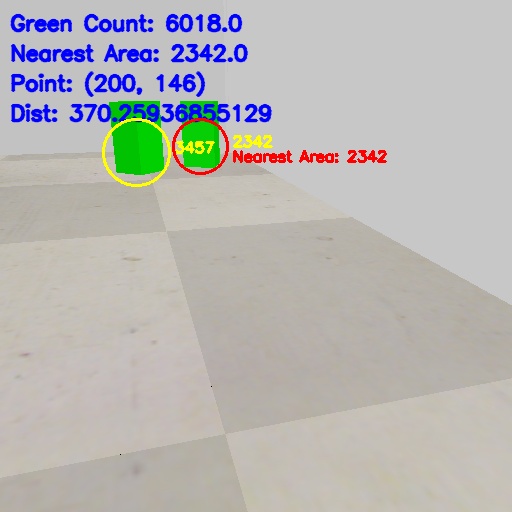 Green Count: 6018.0
Nearest Area: 2342.0
Point: (200, 146)
Dist: 370.25936855129
3457
2342
Nearest Area: 2342